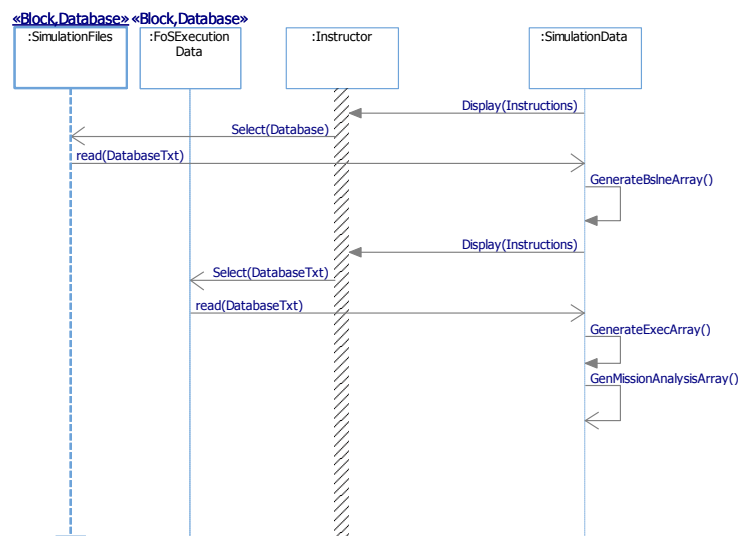 «Block,Database» «Block,Database»
:SimulationFiles
:FoSExecution
Data
:Instructor
:SimulationData
Display(Instructions)
Select(Database)
read(DatabaseTxt)
GenerateBslneArray()
Display(Instructions)
Select(DatabaseTxt)
read(DatabaseTxt)
GenerateExecArray()
GenMissionAnalysisArray()